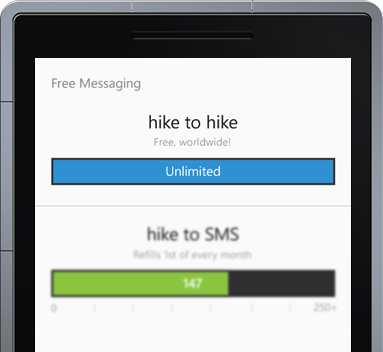 Free Messaging
hike to hike
Free, worldwide!
Unlimited
hike to SMS
Refills 1st of every month
147
0 250+